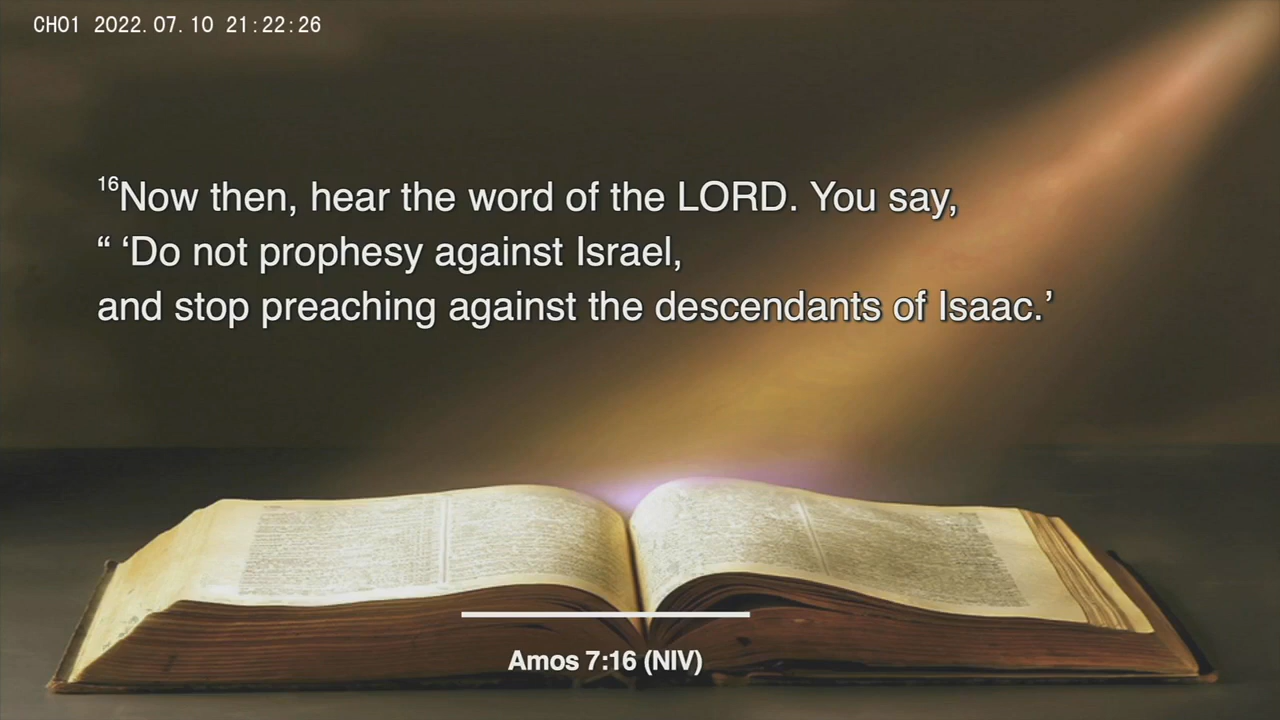 CH01 2022.07.10 21:22:26
16Now then, hear the word of the LORD. You say,
“ ‘Do not prophesy against Israel,
and stop preaching against the descendants of Isaac.’
Amos 7:16 (NIV)